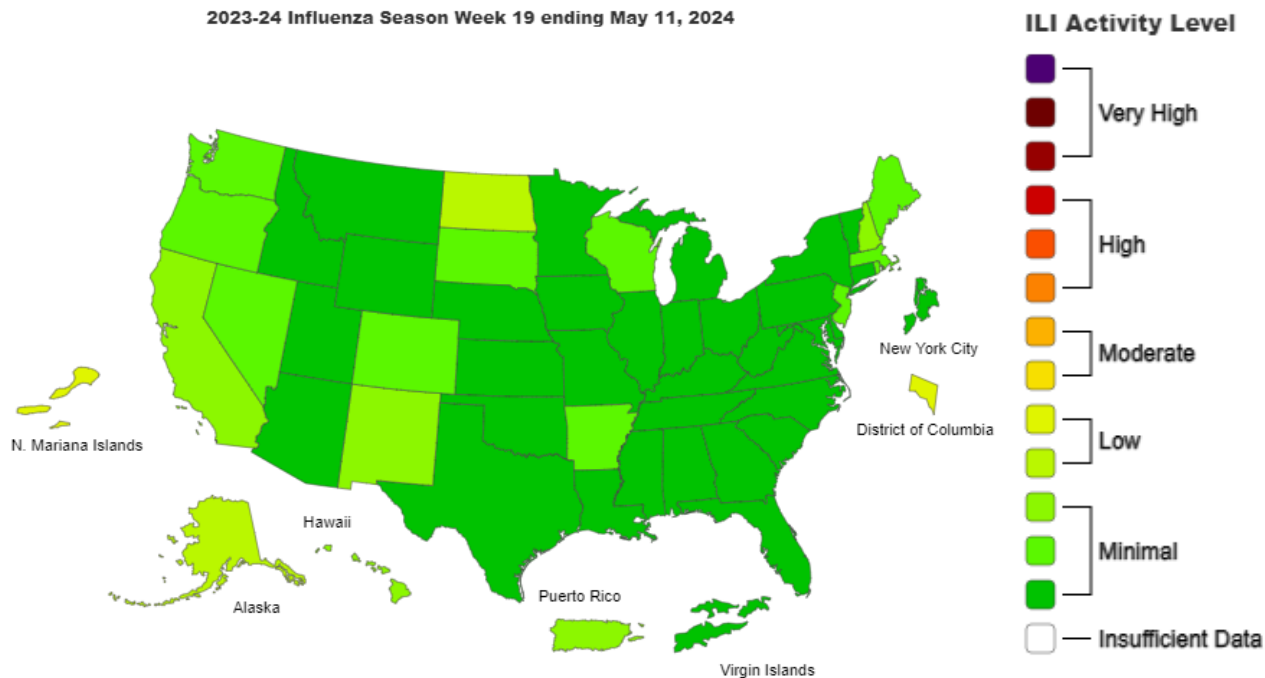 2023-24 Influenza Season Week 19 ending May 11, 2024
ILI Activity Level
Very High
High
Moderate
Low
Minimal
Insufficient Data
New York City
District of Columbia
N. Mariana Islands
Hawaii
Alaska
Puerto Rico
Virgin Islands